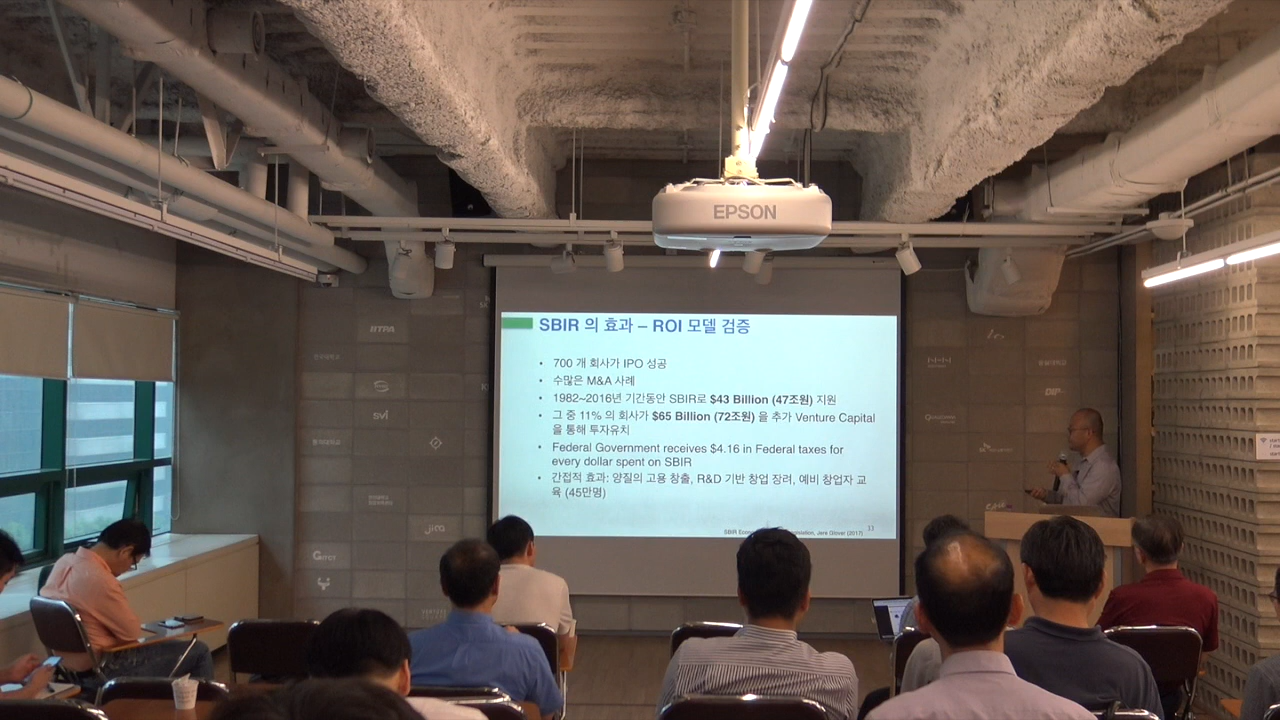 EPSON
SBIR 의 효과 – ROI 모델 검증
• 700 개 회사가 IPO 성공
• 수많은 M&A 사례
• 1982~2016년 기간동안 SBIR로 $43 Billion (47조원) 지원
• 그 중 11% 의 회사가 $65 Billion (72조원) 을 추가 Venture Capital
을 통해 투자유치
• Federal Government receives $4.16 in Federal taxes for
every dollar spent on SBIR
• 간접적 효과: 양질의 고용 창출, R&D 기반 창업 장려, 예비 창업자 교
육 (45만명)
Jere Glover (2017)
BTPA
SVI
jiro